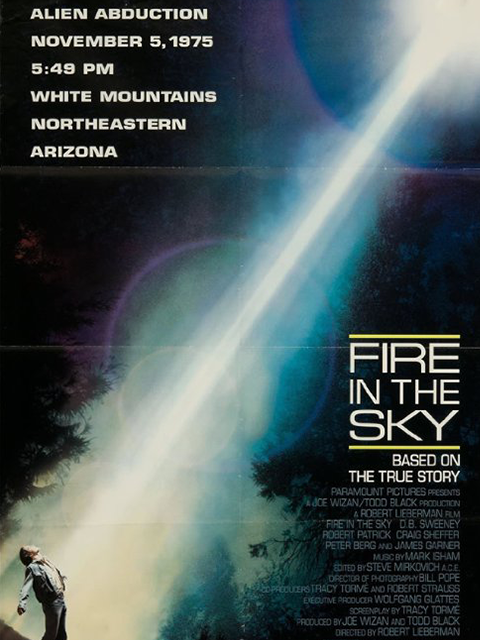 ALIEN ABDUCTION
NOVEMBER 5, 1975
5:49 PM
WHITE MOUNTAINS
NORTHEASTERN
ARIZONA
FIRE
IN THE
SKY
BASED ON
THE TRUE STORY
PARAMOUNT PICTURES PRESENTS
A JOE WIZAN/TODD BLACK PRODUCTION
A ROBERT LIEBERMAN FILM
FIRE IN THE SKY D.B. SWEENEY
ROBERT PATRICK CRAIG SHEFFER
PETER BERG AND JAMES GARNER
MUSIC BY MARK ISHAM
EDITED BY STEVE MIRKOVICH A.C.E.
DIRECTOR OF PHOTOGRAPHY BILL POPE
CO-PRODUCERS TRACY TORMÉ AND ROBERT STRAUSS
EXECUTIVE PRODUCER WOLFGANG GLATTES
SCREENPLAY BY TRACY TORMÉ
PRODUCED BY JOE WIZAN AND TODD BLACK
DIRECTED BY ROBERT LIEBERMAN